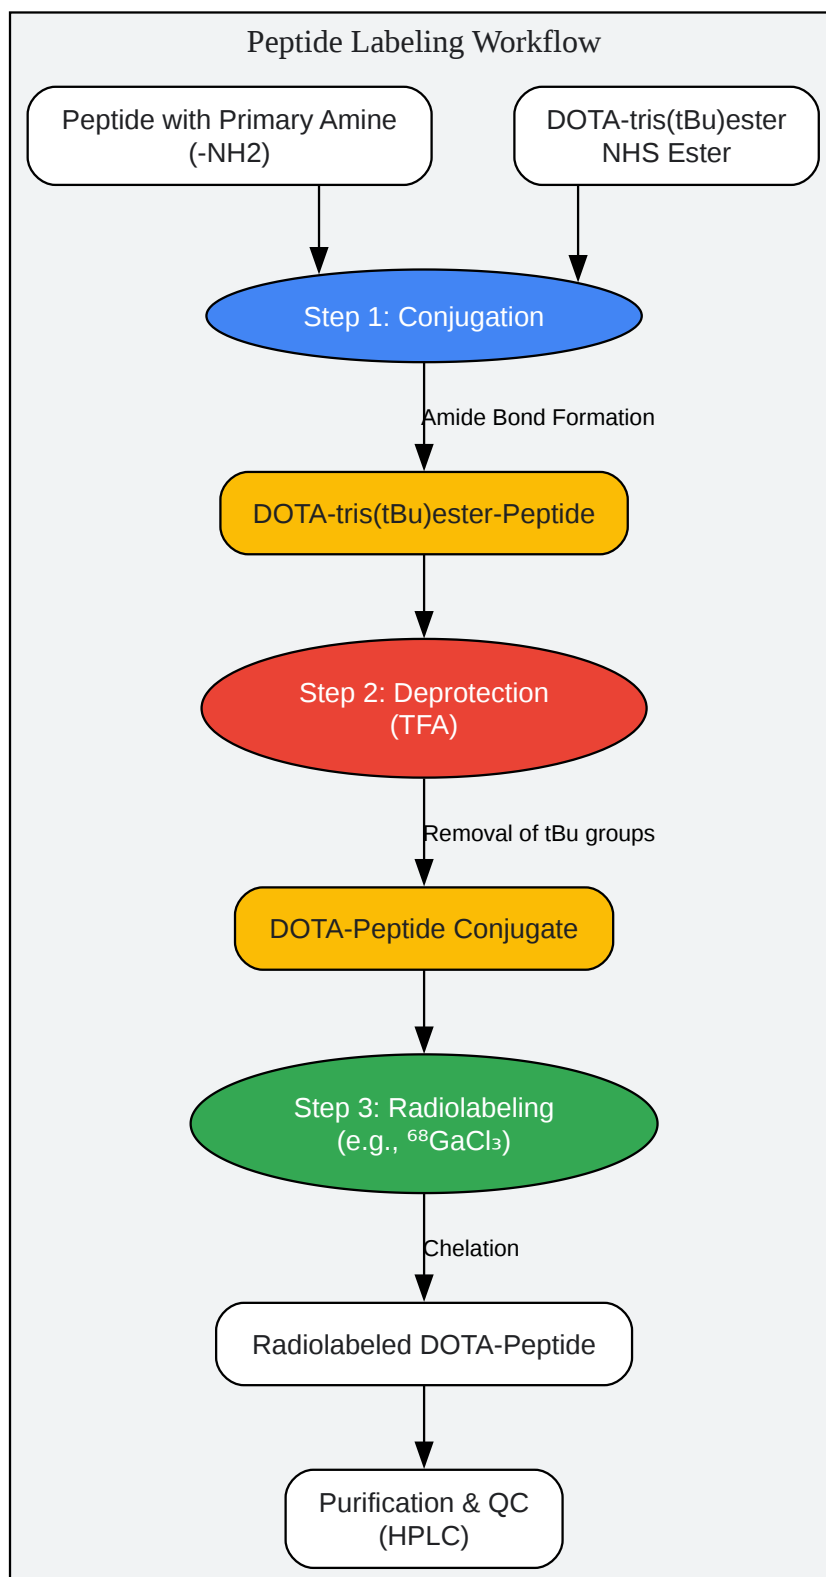 Peptide Labeling Workflow
Peptide with Primary Amine
(-NH2)
DOTA-tris(tBu)ester
NHS Ester
Step 1: Conjugation
Amide Bond Formation
DOTA-tris(tBu)ester-Peptide
Step 2: Deprotection
(TFA)
Removal of tBu groups
DOTA-Peptide Conjugate
Step 3: Radiolabeling
(e.g., ⁶⁸GaCl₃)
Chelation
Radiolabeled DOTA-Peptide
Purification & QC
(HPLC)